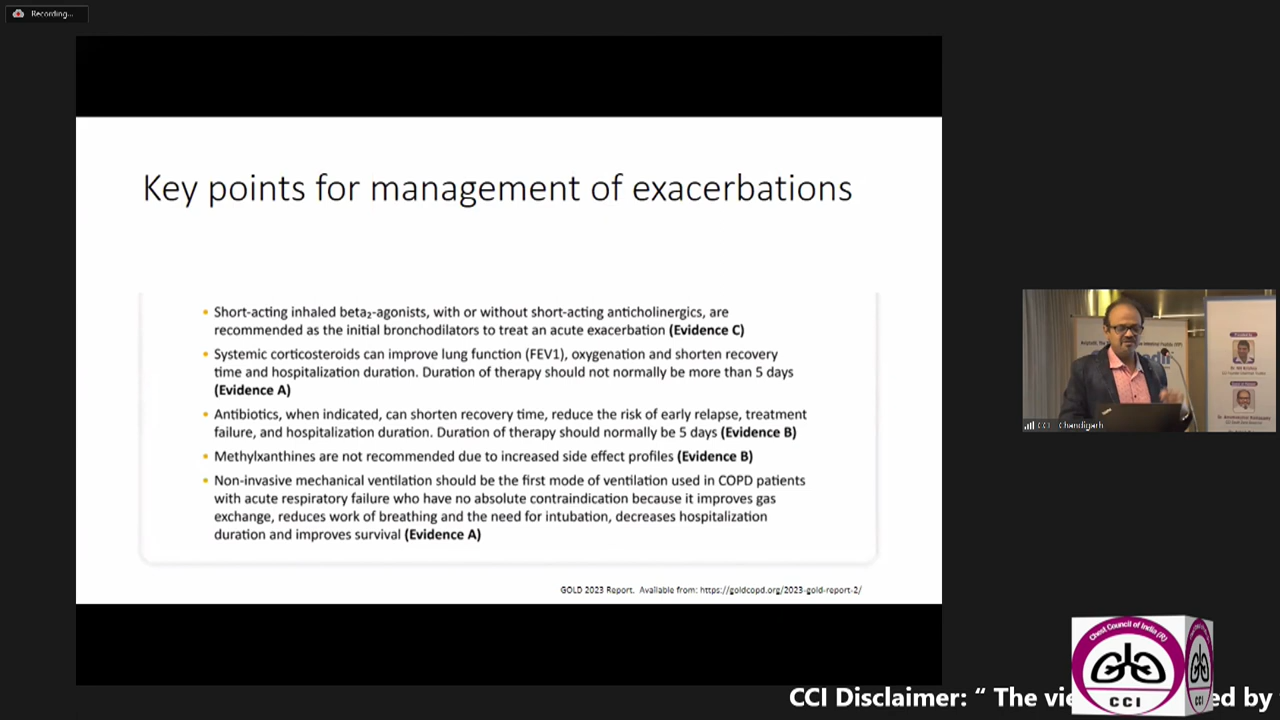 Recording...
Key points for management of exacerbations
• Short-acting inhaled beta₂-agonists, with or without short-acting anticholinergics, are
recommended as the initial bronchodilators to treat an acute exacerbation (Evidence C)
• Systemic corticosteroids can improve lung function (FEV1), oxygenation and shorten recovery
time and hospitalization duration. Duration of therapy should not normally be more than 5 days
(Evidence A)
• Antibiotics, when indicated, can shorten recovery time, reduce the risk of early relapse, treatment
failure, and hospitalization duration. Duration of therapy should normally be 5 days (Evidence B)
• Methylxanthines are not recommended due to increased side effect profiles (Evidence B)
• Non-invasive mechanical ventilation should be the first mode of ventilation used in COPD patients
with acute respiratory failure who have no absolute contraindication because it improves gas
exchange, reduces work of breathing and the need for intubation, decreases hospitalization
duration and improves survival (Evidence A)
GOLD 2023 Report. Available from: https://goldcopd.org/2023-gold-report-2/
CCI Chandigarh
Chest Council of India (R)
CCI
CCI Disclaimer: “ The vie ed by